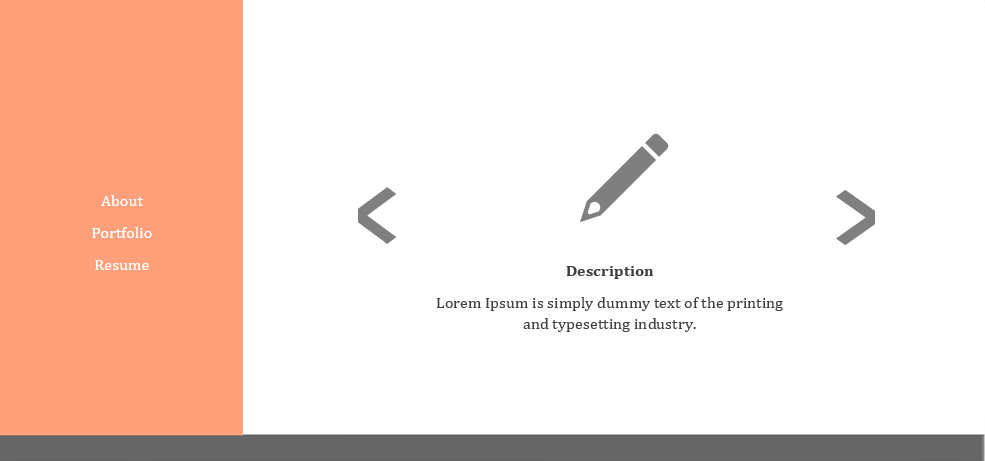 About
Portfolio
Resume
Description
Lorem Ipsum is simply dummy text of the printing
and typesetting industry.